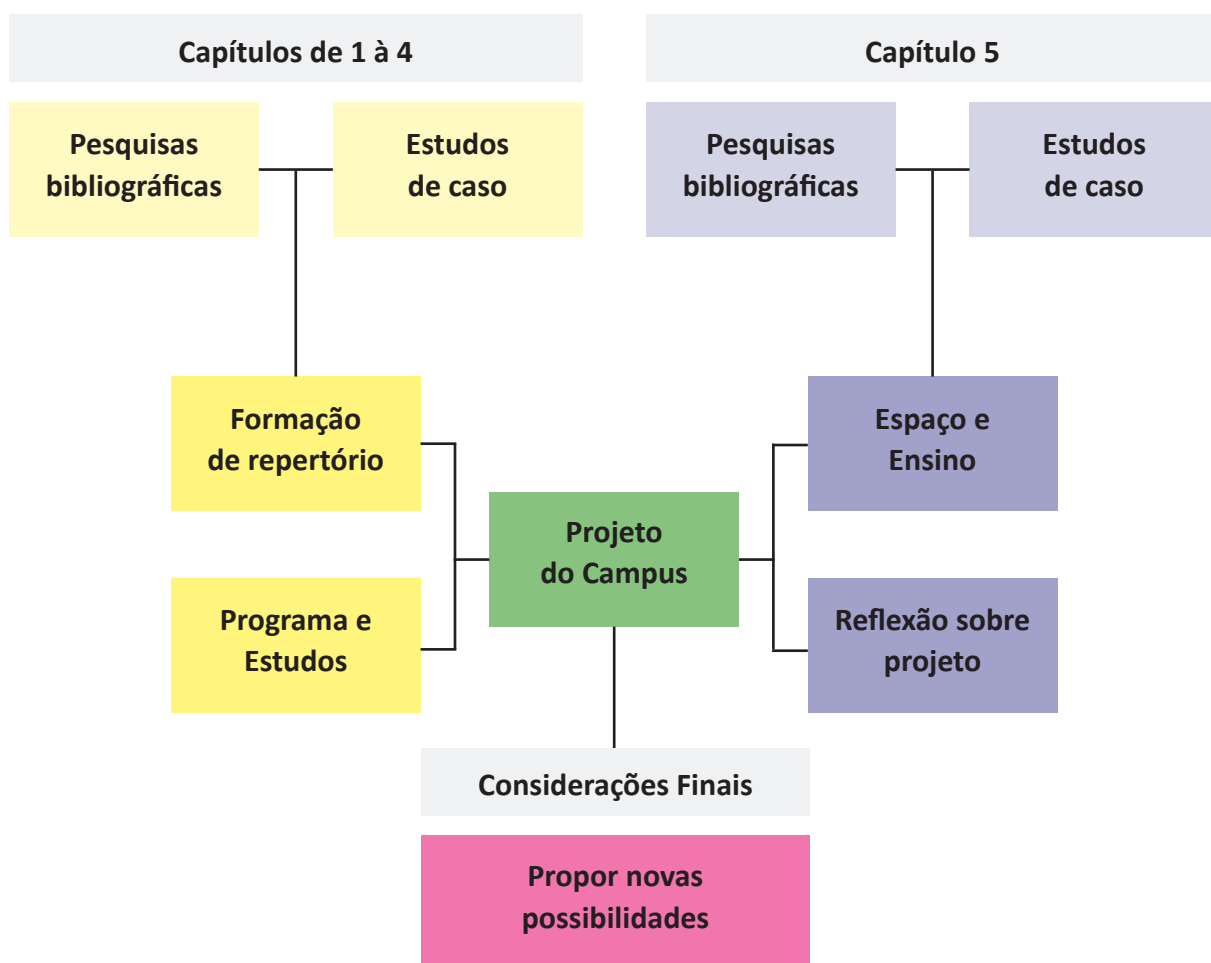 Capítulos de 1 à 4
Capítulo 5
Pesquisas
bibliográficas
Estudos
de caso
Pesquisas
bibliográficas
Estudos
de caso
Formação
de repertório
Espaço e
Ensino
Projeto
do Campus
Programa e
Estudos
Reflexão sobre
projeto
Considerações Finais
Propor novas
possibilidades